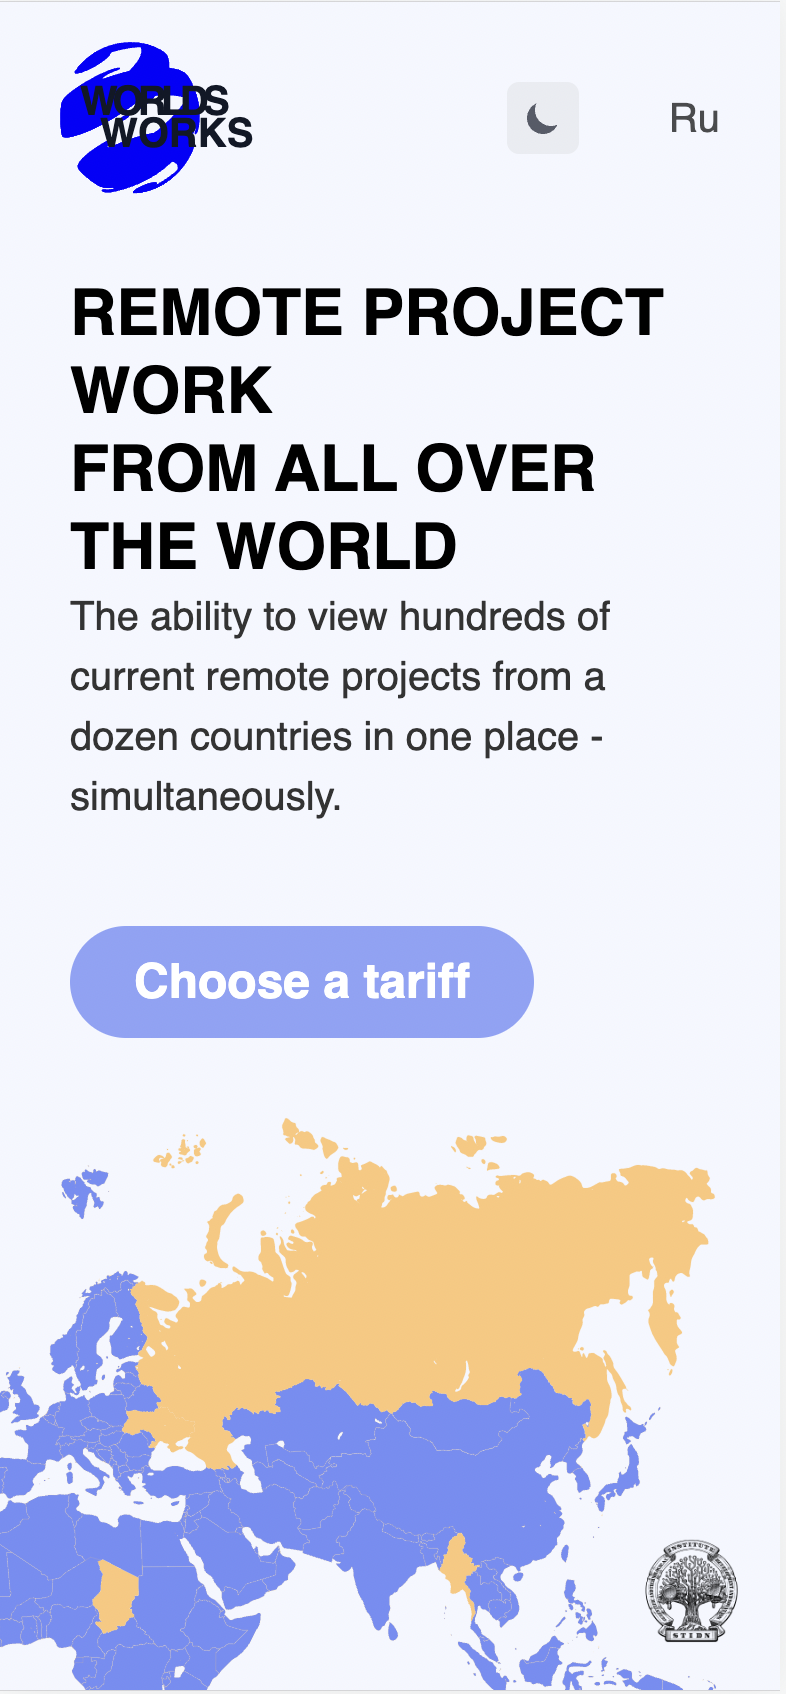 WORLDS
WORKS
Ru
REMOTE PROJECT
WORK
FROM ALL OVER
THE WORLD
The ability to view hundreds of
current remote projects from a
dozen countries in one place -
simultaneously.
Choose a tariff
INSTITUTE
STIDN